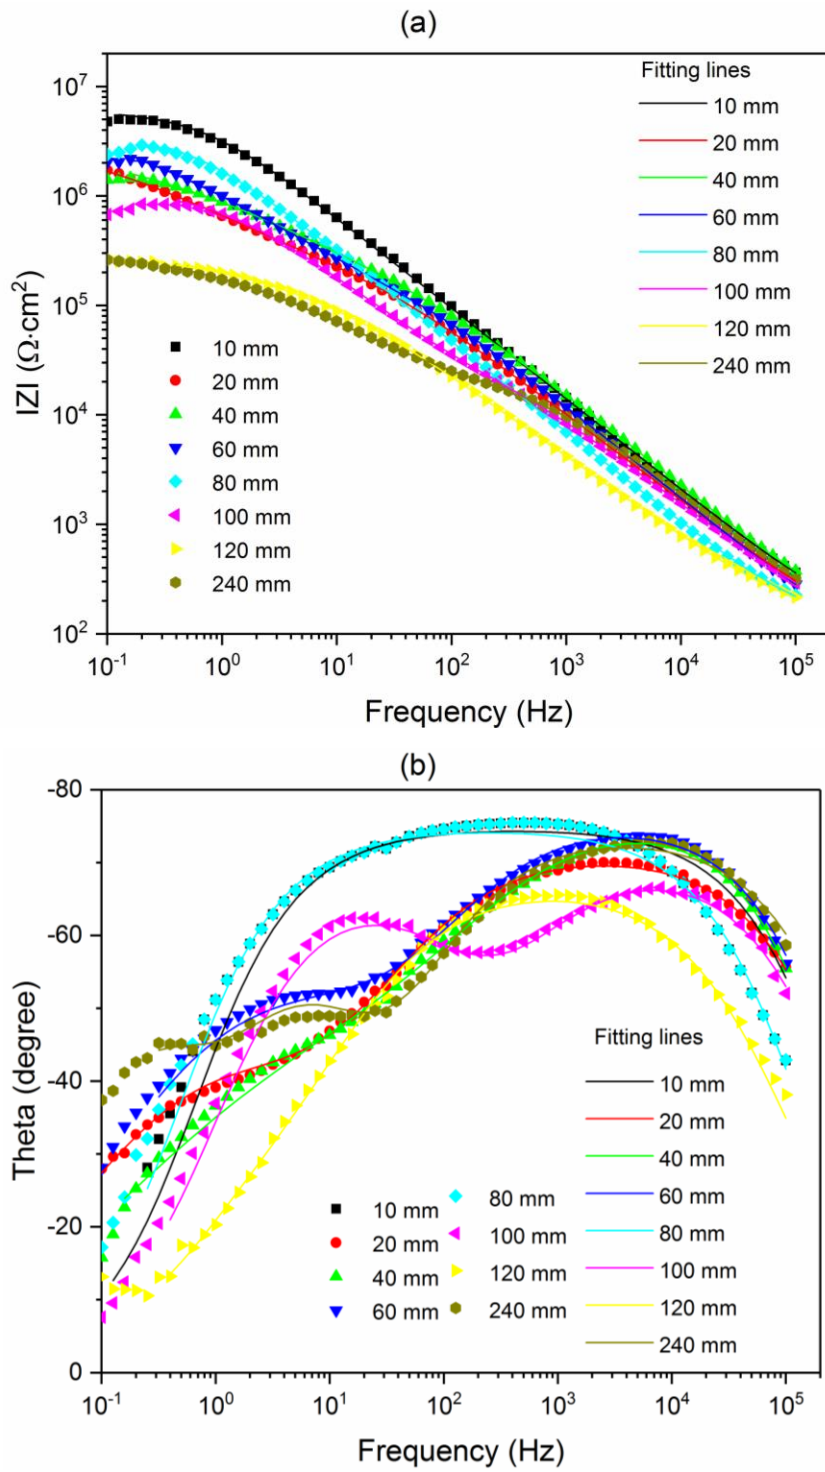 (a)
Fitting lines
10 mm
20 mm
40 mm
60 mm
80 mm
100 mm
120 mm
240 mm
10⁷
10⁶
10⁵
10⁴
10³
10²
IZI (Ω·cm²)
10 mm
20 mm
40 mm
60 mm
80 mm
100 mm
120 mm
240 mm
10⁻¹ 10⁰ 10¹ 10² 10³ 10⁴ 10⁵
Frequency (Hz)
(b)
-80
-60
-40
-20
0
Theta (degree)
10 mm
20 mm
40 mm
60 mm
80 mm
100 mm
120 mm
240 mm
Fitting lines
10 mm
20 mm
40 mm
60 mm
80 mm
100 mm
120 mm
240 mm
10⁻¹ 10⁰ 10¹ 10² 10³ 10⁴ 10⁵
Frequency (Hz)